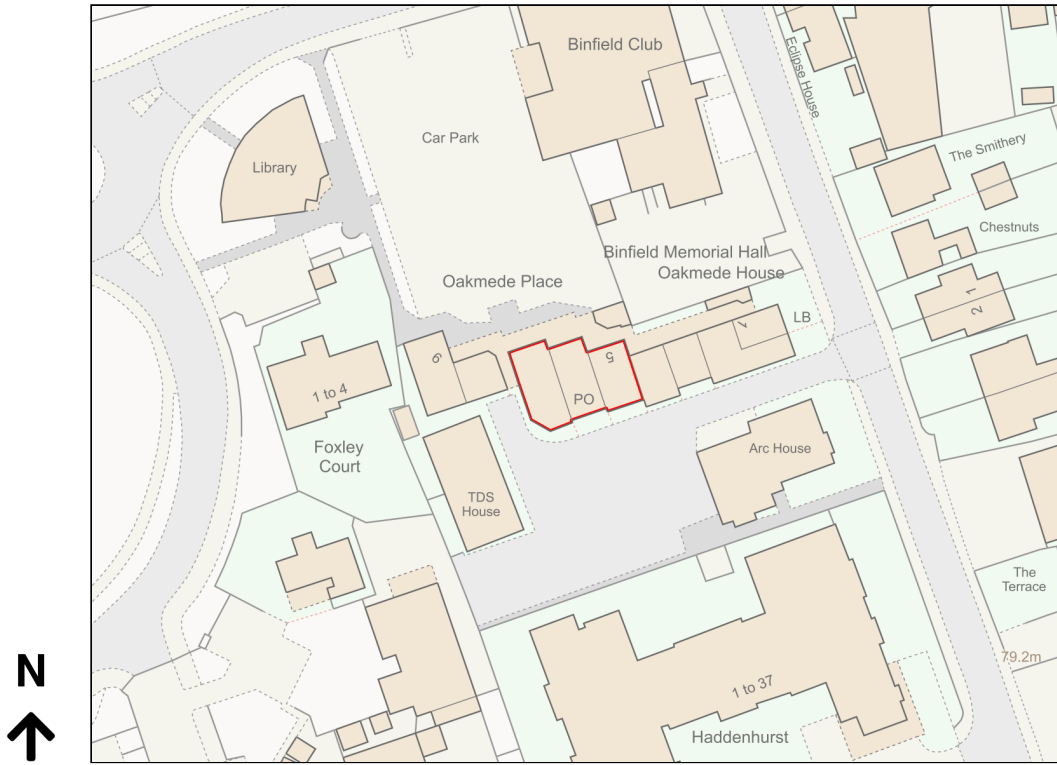 Binfield Club
Eclipse House
Car Park
The Smithery
Library
Chestnuts
Binfield Memorial Hall
Oakmede House
Oakmede Place
1
2
LB
7
9
5
1 to 4
PO
Foxley
Court
Arc House
TDS
House
The
Terrace
N
79.2m
1 to 37
Haddenhurst